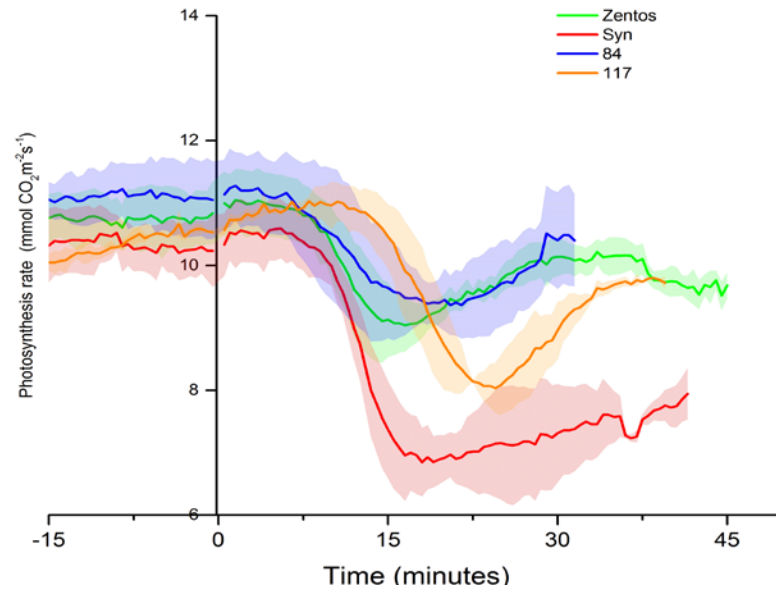 14
12
10
8
6
Photosynthesis rate (mmol CO₂m⁻²s⁻¹)
Zentos
Syn
84
117
-15 0 15 30 45
Time (minutes)